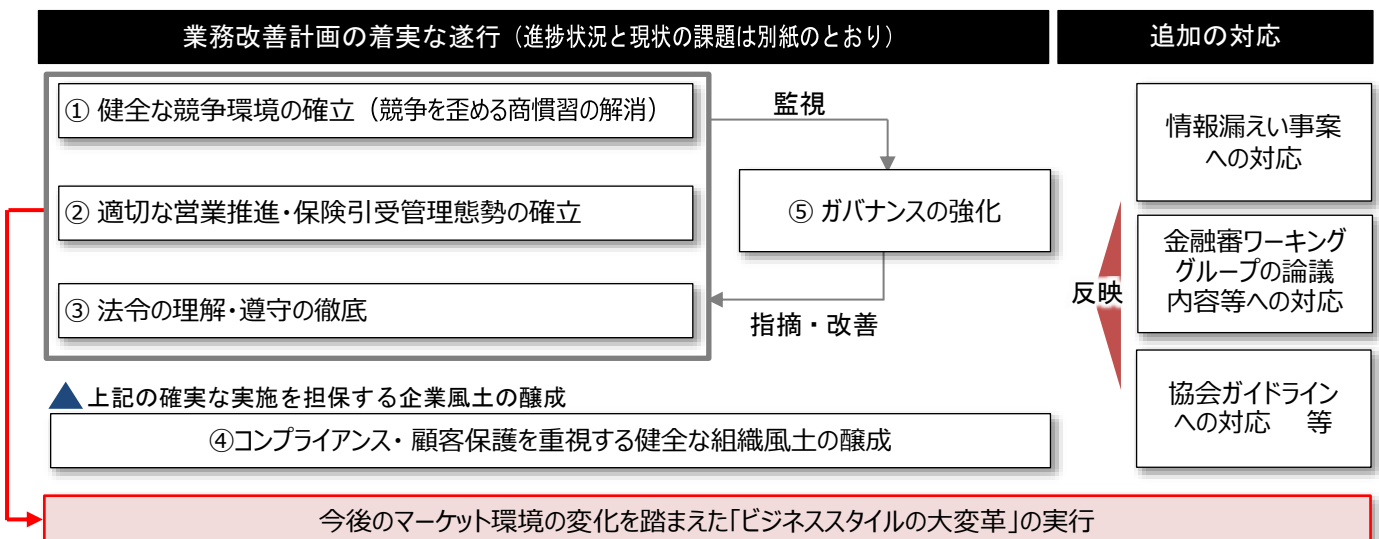 業務改善計画の着実な遂行（進捗状況と現状の課題は別紙のとおり）
① 健全な競争環境の確立（競争を歪める商慣習の解消）
② 適切な営業推進・保険引受管理態勢の確立
③ 法令の理解・遵守の徹底
監視
⑤ ガバナンスの強化
指摘・改善
上記の確実な実施を担保する企業風土の醸成
④コンプライアンス・顧客保護を重視する健全な組織風土の醸成
追加の対応
反映
情報漏えい事案
への対応
金融審ワーキング
グループの論議
内容等への対応
協会ガイドライン
への対応　等
今後のマーケット環境の変化を踏まえた「ビジネススタイルの大変革」の実行